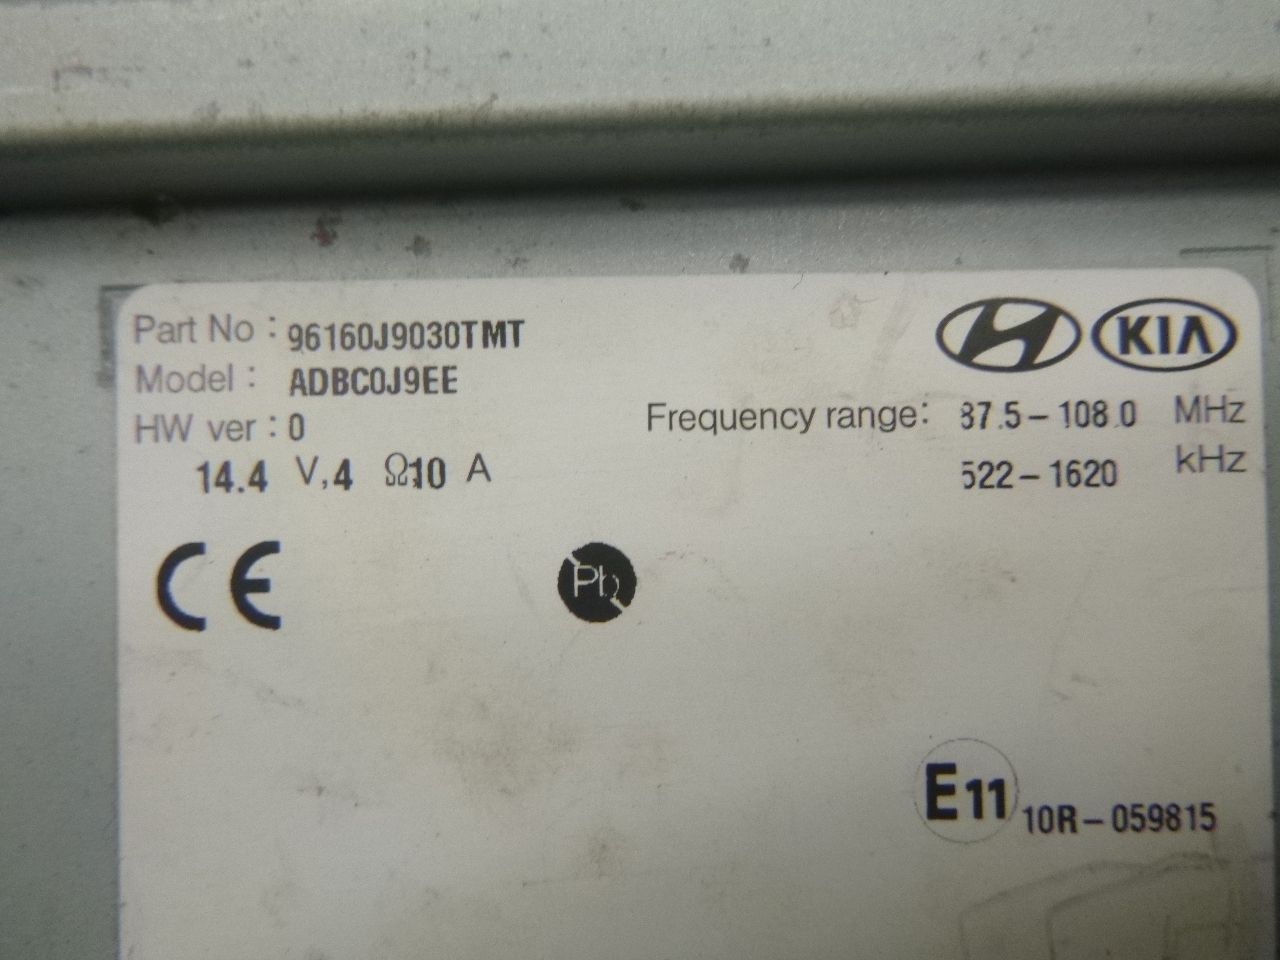 Part No : 96160J9030TMT
KIA
Model : ADBC0J9EE
HW ver : 0
Frequency range: 87.5-108.0 MHz
14.4 V,4 Ω10 A
522-1620 kHz
CE
Pb
E11 10R-059815